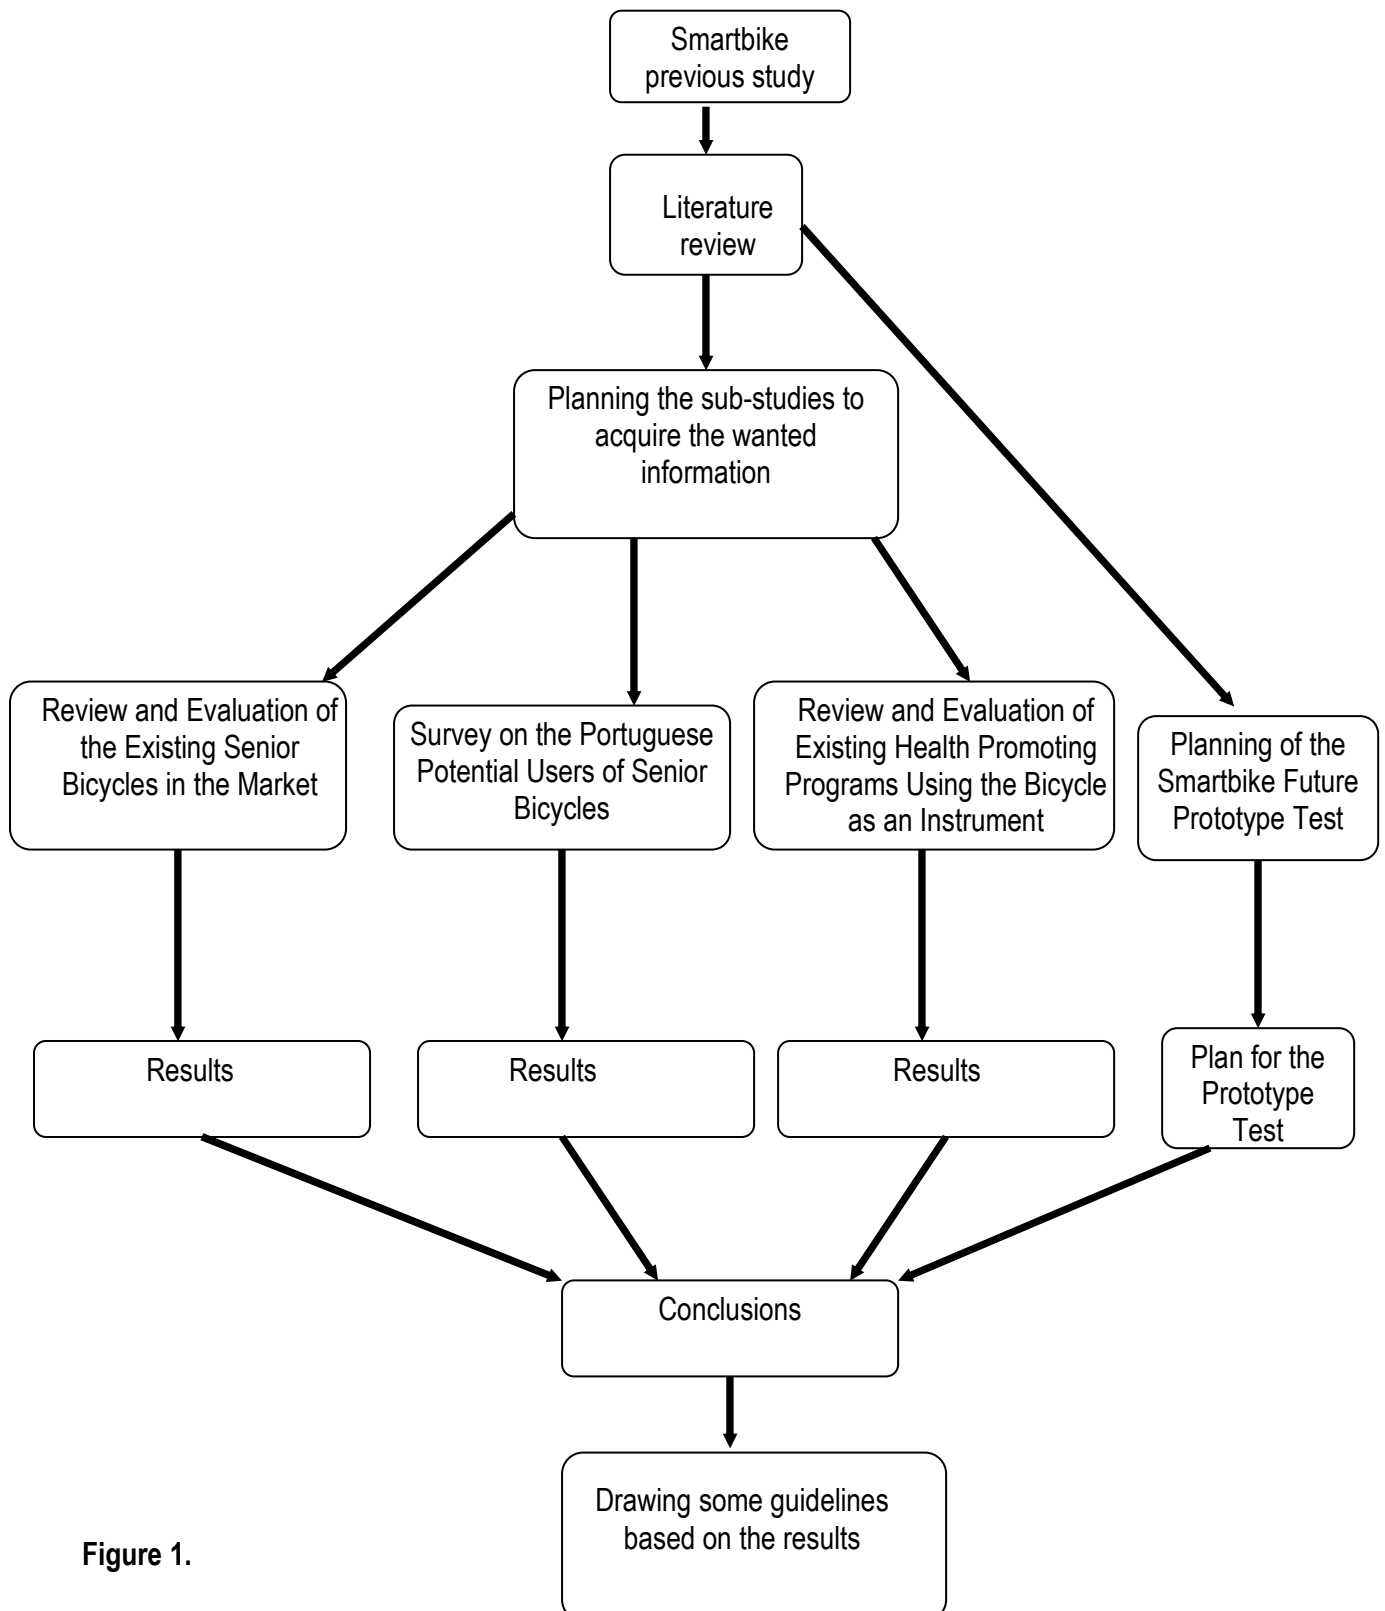 Smartbike
previous study
Literature
review
Planning the sub-studies to
acquire the wanted
information
Review and Evaluation of
the Existing Senior
Bicycles in the Market
Survey on the Portuguese
Potential Users of Senior
Bicycles
Review and Evaluation of
Existing Health Promoting
Programs Using the Bicycle
as an Instrument
Planning of the
Smartbike Future
Prototype Test
Results
Results
Results
Plan for the
Prototype
Test
Conclusions
Drawing some guidelines
based on the results
Figure 1.